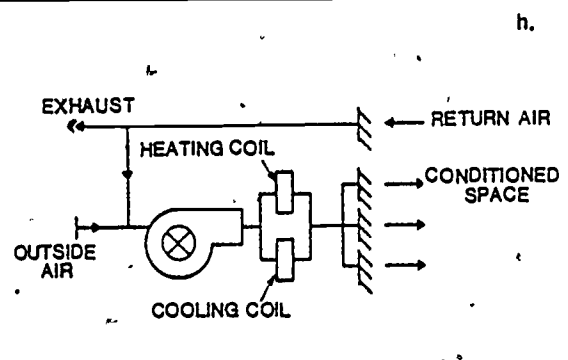 h.
EXHAUST
RETURN AIR
HEATING COIL
CONDITIONED
SPACE
OUTSIDE
AIR
COOLING COIL